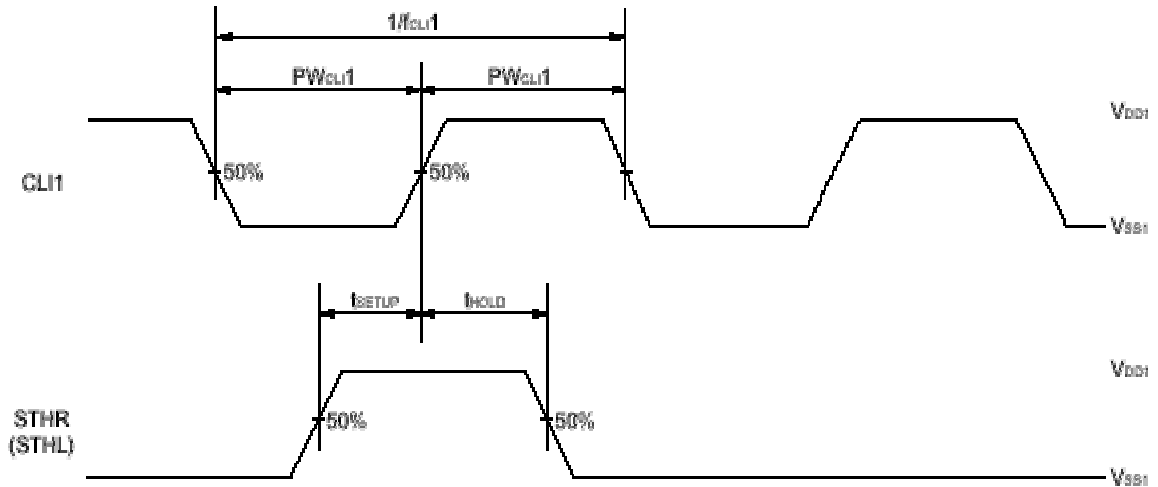 1/fCLI1
PWCLI1 PWCLI1
VDD1
50% 50%
CLI1
VSS1
tSETUP tHOLD
VDD1
STHR
(STHL)
50% 50%
VSS1